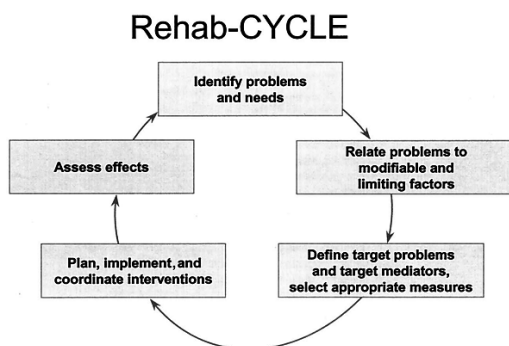 Rehab-CYCLE
Identify problems
and needs
Relate problems to
modifiable and
limiting factors
Define target problems
and target mediators,
select appropriate measures
Plan, implement, and
coordinate interventions
Assess effects